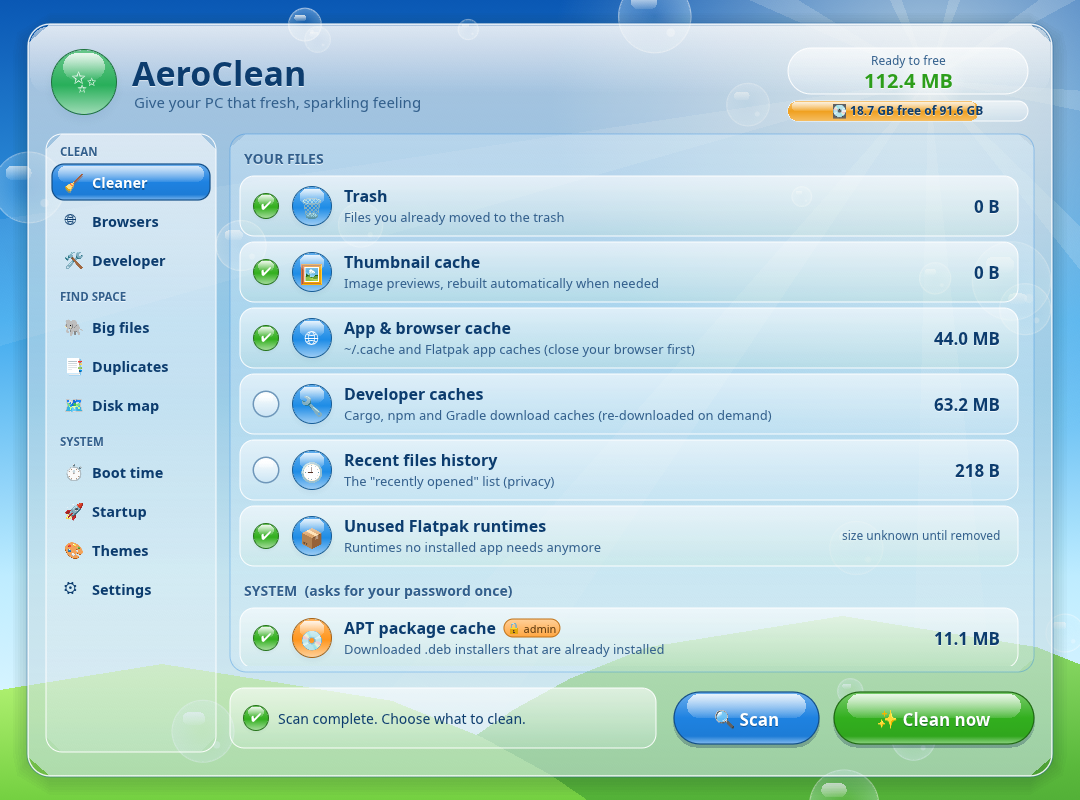 AeroClean
Give your PC that fresh, sparkling feeling
Ready to free
112.4 MB
18.7 GB free of 91.6 GB
CLEAN
Cleaner
Browsers
Developer
FIND SPACE
Big files
Duplicates
Disk map
SYSTEM
Boot time
Startup
Themes
Settings
YOUR FILES
Trash
Files you already moved to the trash
0 B
Thumbnail cache
Image previews, rebuilt automatically when needed
0 B
App & browser cache
~/.cache and Flatpak app caches (close your browser first)
44.0 MB
Developer caches
Cargo, npm and Gradle download caches (re-downloaded on demand)
63.2 MB
Recent files history
The "recently opened" list (privacy)
218 B
Unused Flatpak runtimes
Runtimes no installed app needs anymore
size unknown until removed
SYSTEM (asks for your password once)
APT package cache admin
Downloaded .deb installers that are already installed
11.1 MB
Scan complete. Choose what to clean.
Scan
Clean now